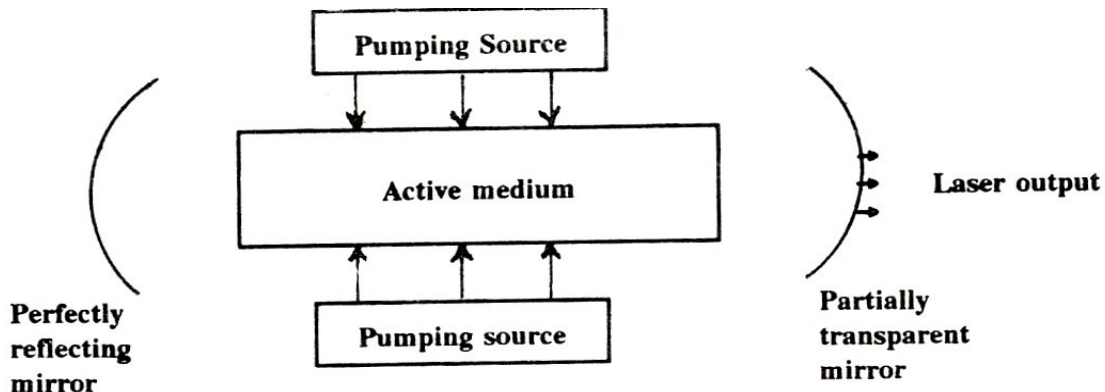 Pumping Source
Active medium
Laser output
Perfectly
reflecting
mirror
Pumping source
Partially
transparent
mirror